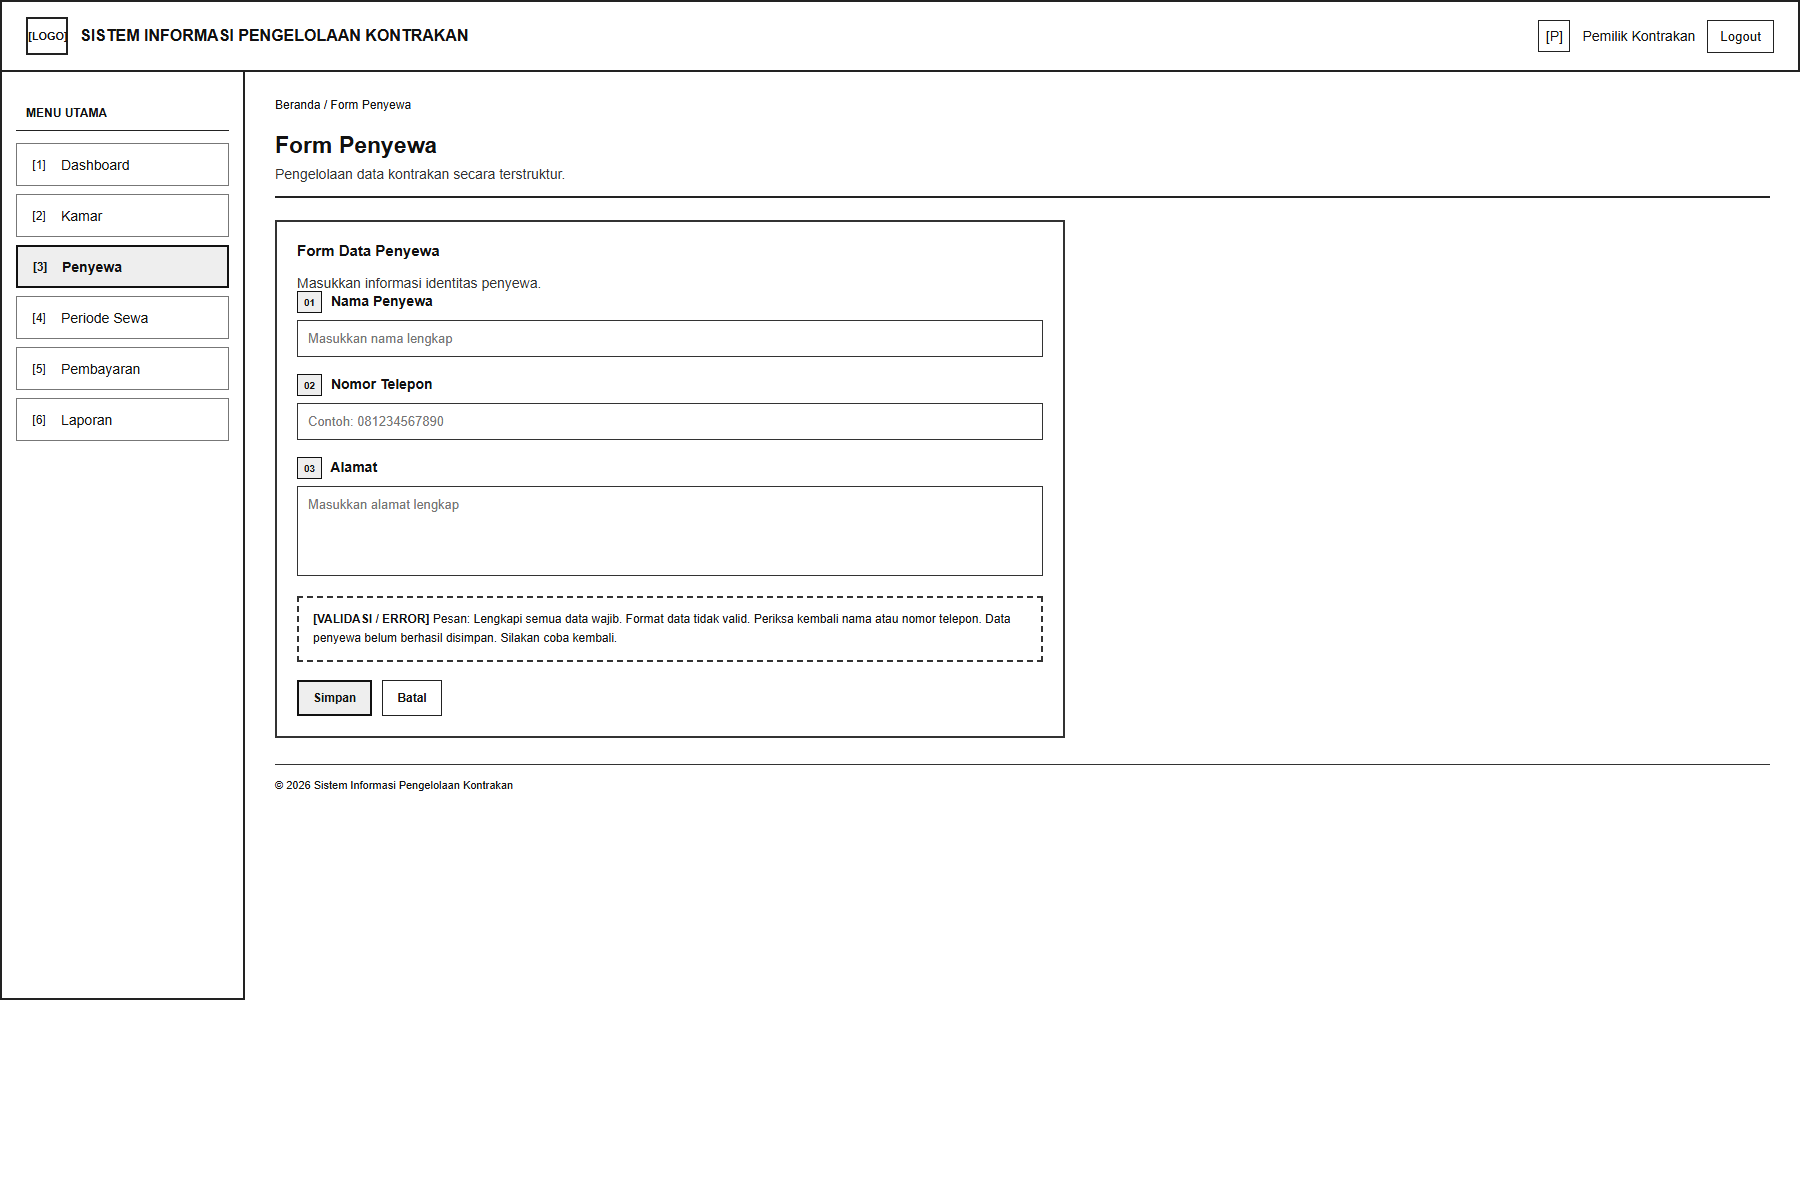 [LOGO] SISTEM INFORMASI PENGELOLAAN KONTRAKAN
[P] Pemilik Kontrakan Logout
MENU UTAMA
[1] Dashboard
[2] Kamar
[3] Penyewa
[4] Periode Sewa
[5] Pembayaran
[6] Laporan
Beranda / Form Penyewa
Form Penyewa
Pengelolaan data kontrakan secara terstruktur.
Form Data Penyewa
Masukkan informasi identitas penyewa.
01 Nama Penyewa
Masukkan nama lengkap
02 Nomor Telepon
Contoh: 081234567890
03 Alamat
Masukkan alamat lengkap
[VALIDASI / ERROR] Pesan: Lengkapi semua data wajib. Format data tidak valid. Periksa kembali nama atau nomor telepon. Data
penyewa belum berhasil disimpan. Silakan coba kembali.
Simpan Batal
© 2026 Sistem Informasi Pengelolaan Kontrakan